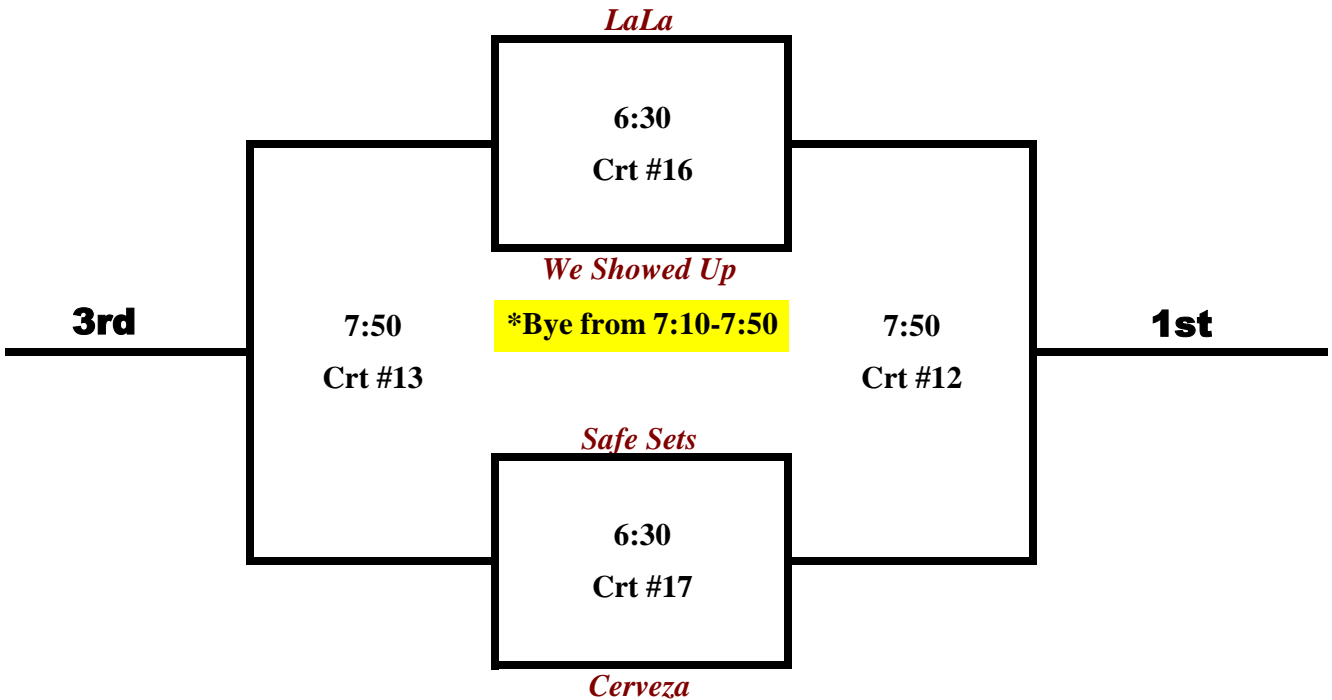 LaLa
6:30
Crt #16
We Showed Up
3rd
7:50
Crt #13
*Bye from 7:10-7:50
7:50
Crt #12
1st
Safe Sets
6:30
Crt #17
Cerveza